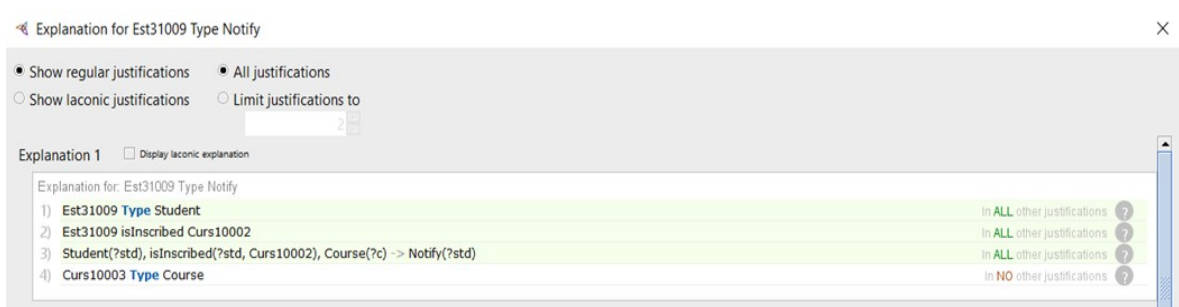 Explanation for Est31009 Type Notify
Show regular justifications All justifications
Show laconic justifications Limit justifications to
2
Explanation 1 Display laconic explanation
Explanation for: Est31009 Type Notify
1) Est31009 Type Student In ALL other justifications ?
2) Est31009 isInscribed Curs10002 In ALL other justifications ?
3) Student(?std), isInscribed(?std, Curs10002), Course(?c) -> Notify(?std) In ALL other justifications ?
4) Curs10003 Type Course In NO other justifications ?